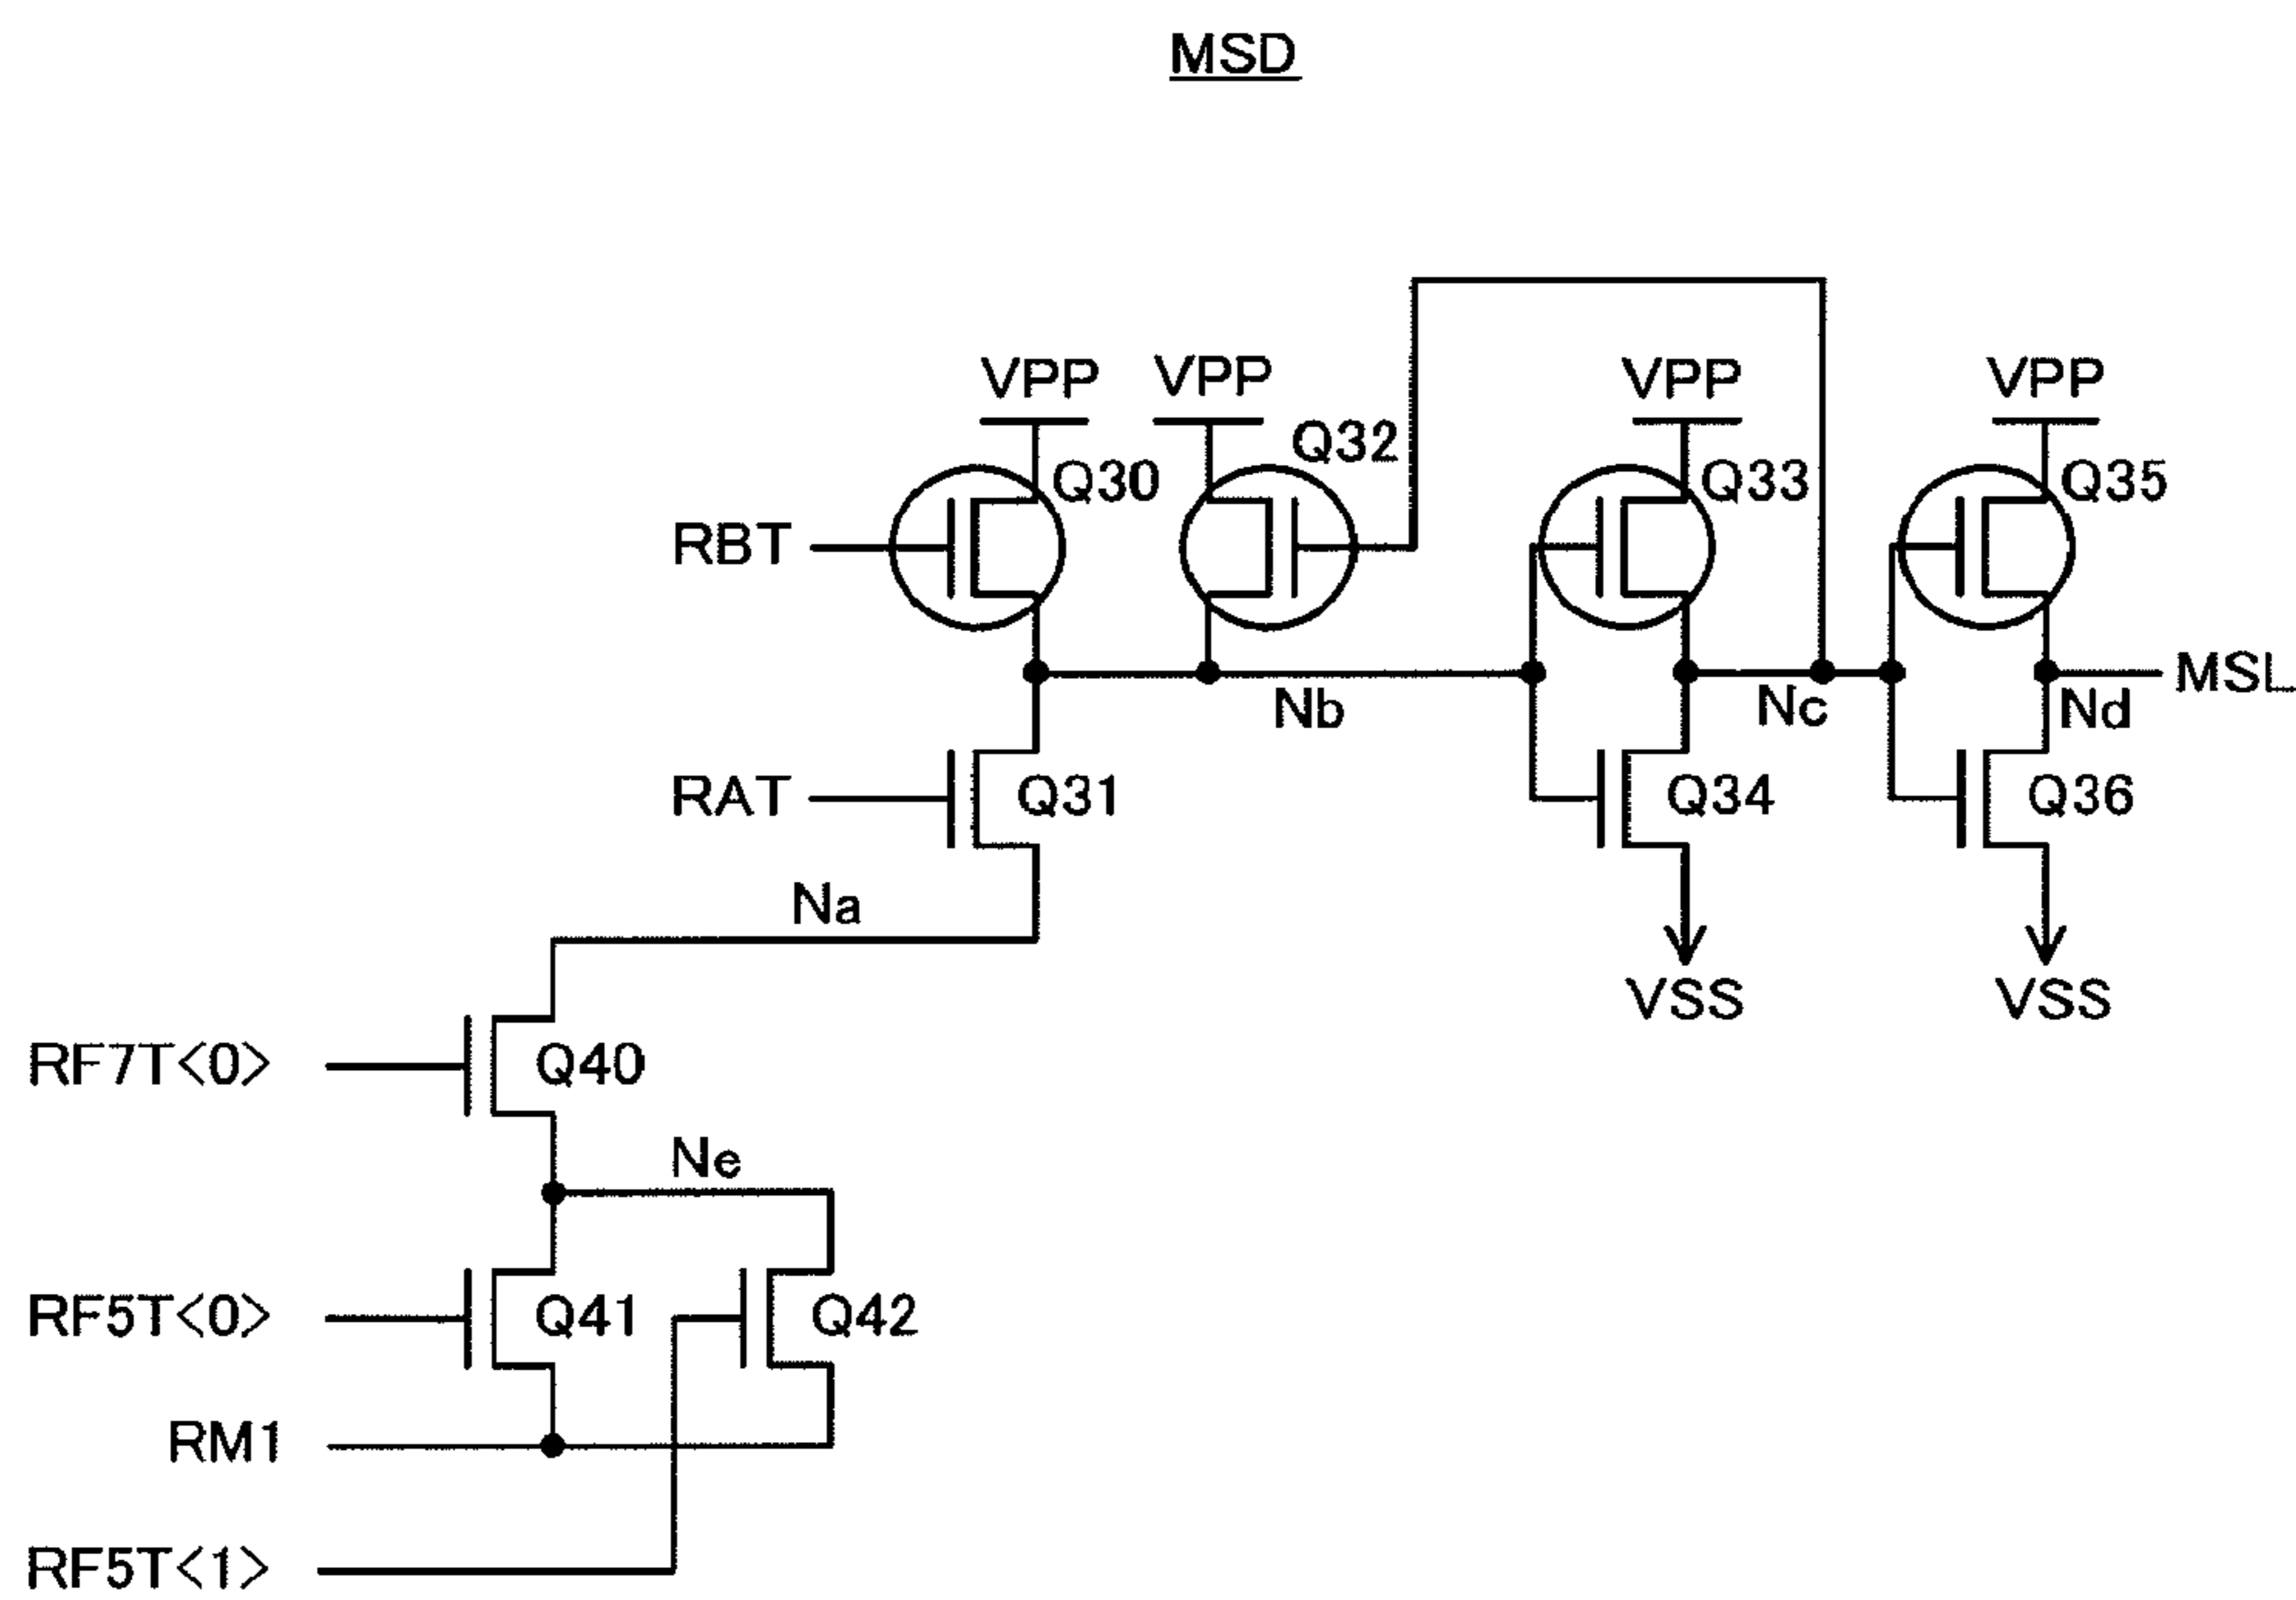 MSD
VPP VPP VPP VPP
Q32
Q30 Q33 Q35
RBT
MSL
Nb Nc Nd
RAT Q31 Q34 Q36
Na
VSS VSS
RF7T<0> Q40
Ne
RF5T<0> Q41 Q42
RM1
RF5T<1>